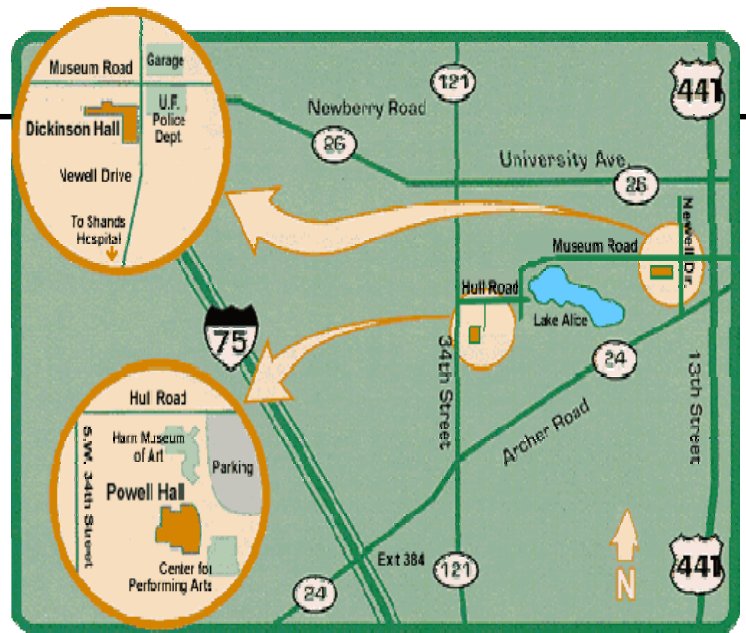 Museum Road
Garage
Dickinson Hall
U.F.
Police
Dept.
Newell Drive
To Shands
Hospital
121
441
Newberry Road
26
University Ave.
26
Newell Dr.
Museum Road
Hull Road
Lake Alice
75
34th Street
24
13th Street
Archer Road
Hull Road
S.W. 34th Street
Harn Museum
of Art
Parking
Powell Hall
Center for
Performing Arts
Exit 384
24
121
441
N